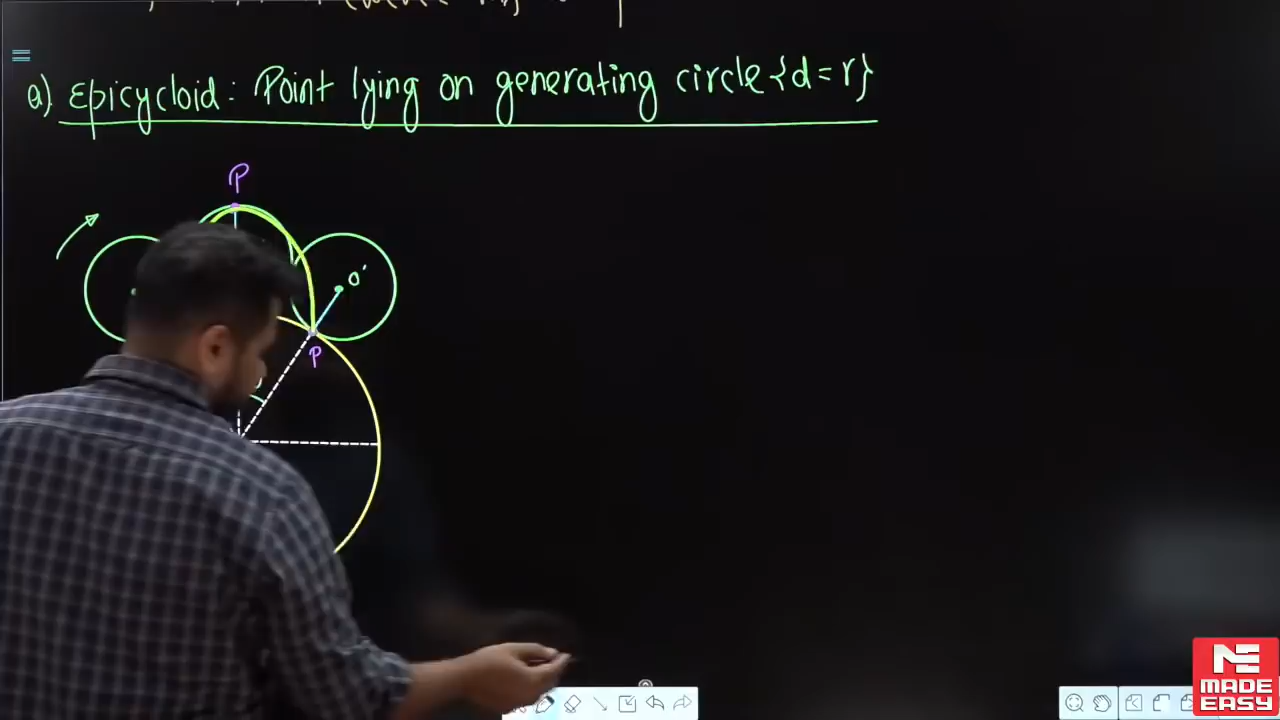 a). Epicycloid: Point lying on generating circle {d=r}
P
O'
P
MADE
EASY